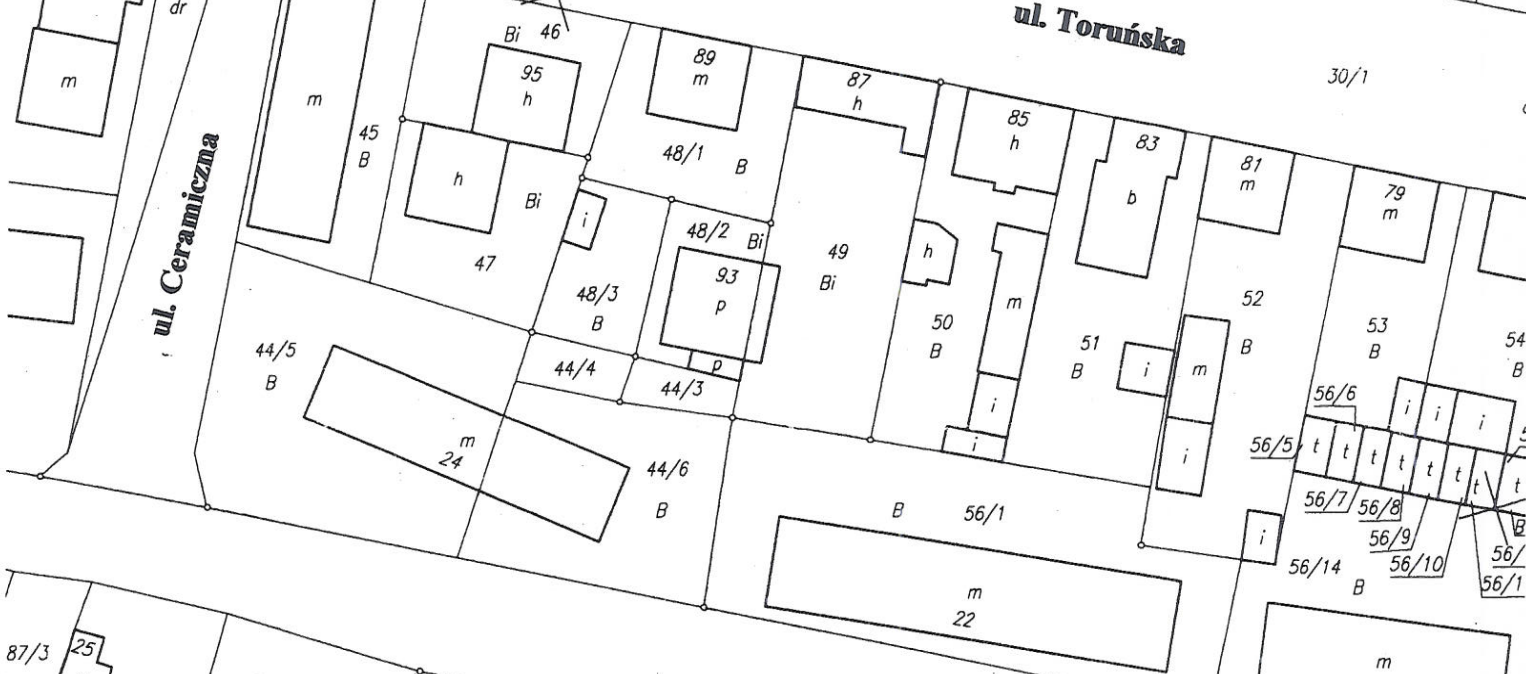 dr
ul. Toruńska
30/1
Bi 46
95
h
89
m
87
h
85
h
83
b
81
m
79
m
m
m
45
B
h
Bi
47
48/1 B
i
48/2 Bi
93
p
p
48/3
B
49
Bi
h
50
B
m
i
i
51
B
i
52
B
m
i
53
B
54
B
ul. Ceramiczna
44/5
B
44/4
44/3
m
24
44/6
B
B 56/1
m
22
56/6
i
i
i
56/5
t
t
t
t
t
t
t
t
56/7
56/8
56/9
56/10
i
56/14
B
m
87/3
25